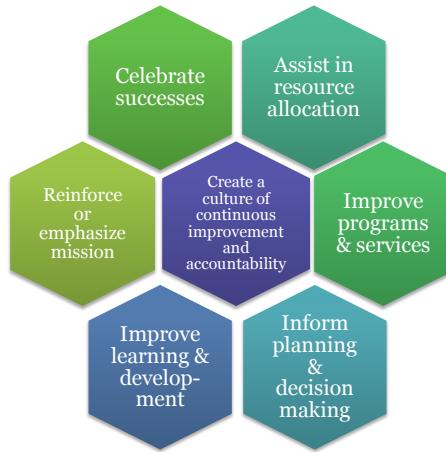 Celebrate
successes
Assist in
resource
allocation
Reinforce
or
emphasize
mission
Create a
culture of
continuous
improvement
and
accountability
Improve
programs
& services
Improve
learning &
develop-
ment
Inform
planning
&
decision
making